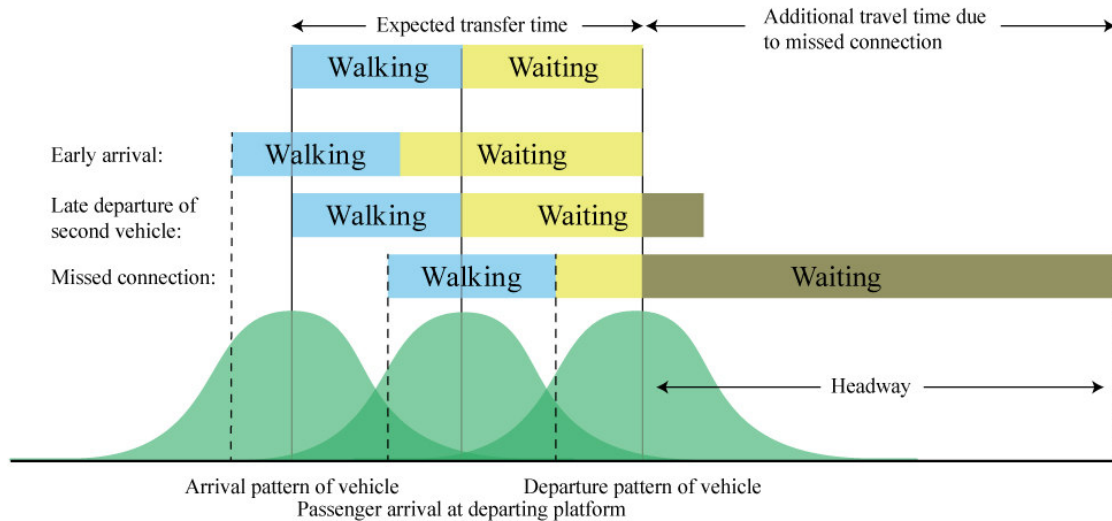 Expected transfer time
Additional travel time due
to missed connection
Walking
Waiting
Early arrival:
Walking
Waiting
Late departure of
second vehicle:
Walking
Waiting
Missed connection:
Walking
Waiting
Headway
Arrival pattern of vehicle
Departure pattern of vehicle
Passenger arrival at departing platform